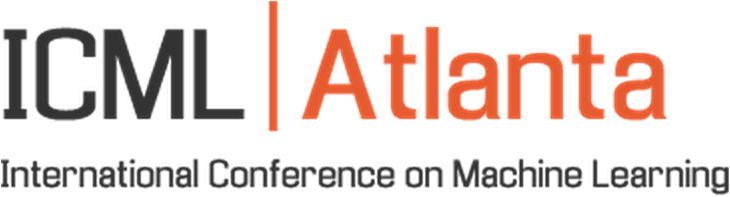 ICML | Atlanta
International Conference on Machine Learning